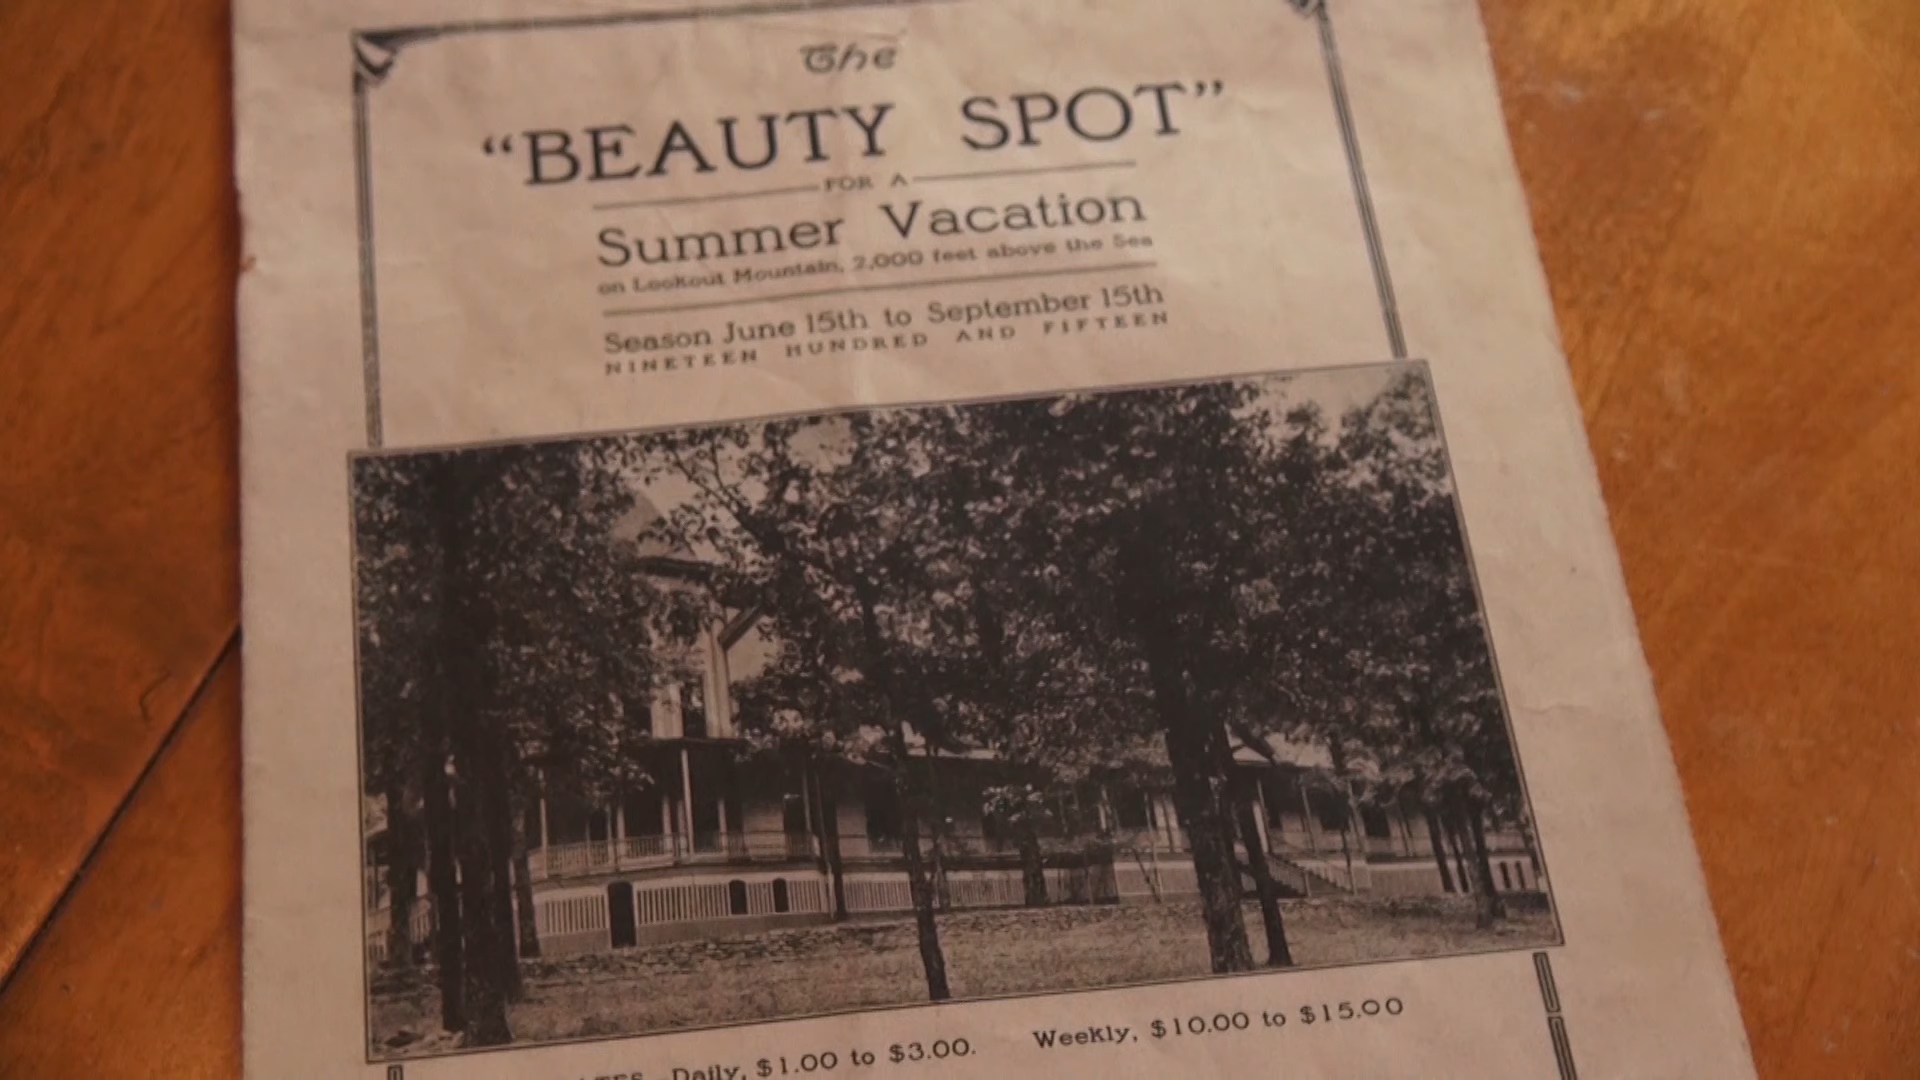 The
"BEAUTY SPOT"
FOR A
Summer Vacation
on Lookout Mountain, 2,000 feet above the Sea
Season June 15th to September 15th
NINETEEN HUNDRED AND FIFTEEN
Daily, $1.00 to $3.00. Weekly, $10.00 to $15.00